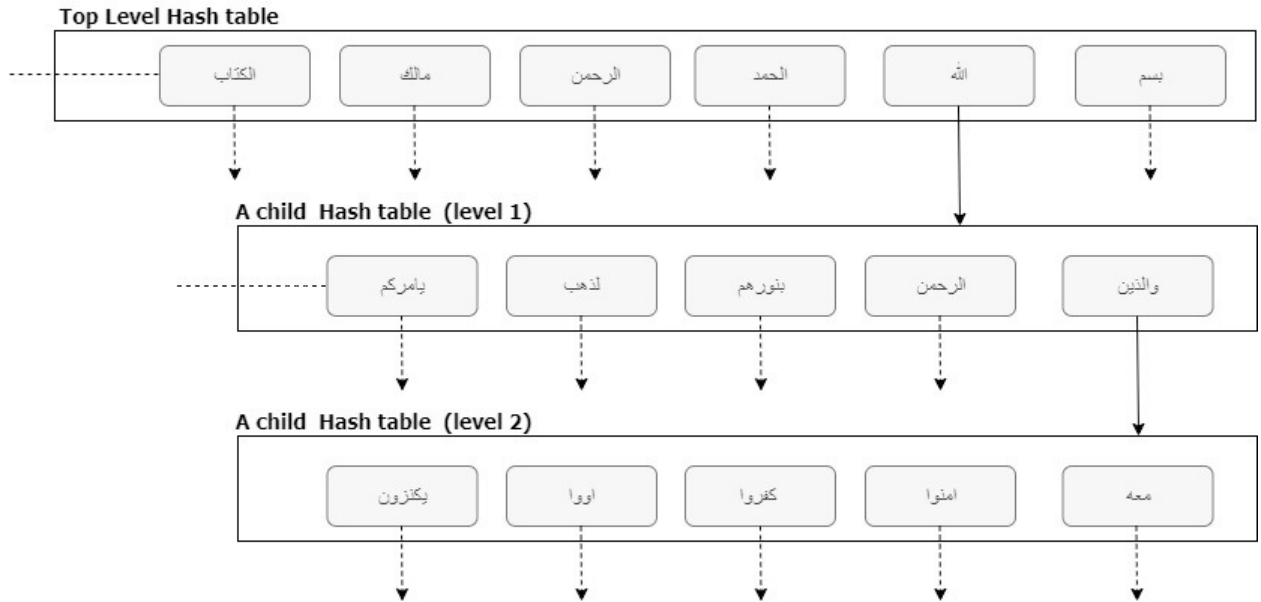 Top Level Hash table
بسم الله الحمد الرحمن مالك الكتاب
A child Hash table (level 1)
والذين الرحمن بنورهم لذهب يامركم
A child Hash table (level 2)
معه امنوا كفروا اووا يكنزون